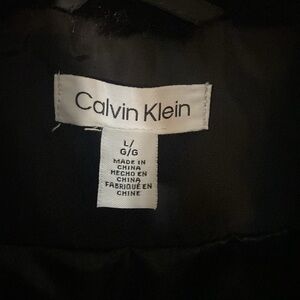 Calvin Klein
L/
G/G
MADE IN
CHINA
HECHO EN
CHINA
FABRIQUÉ EN
CHINE